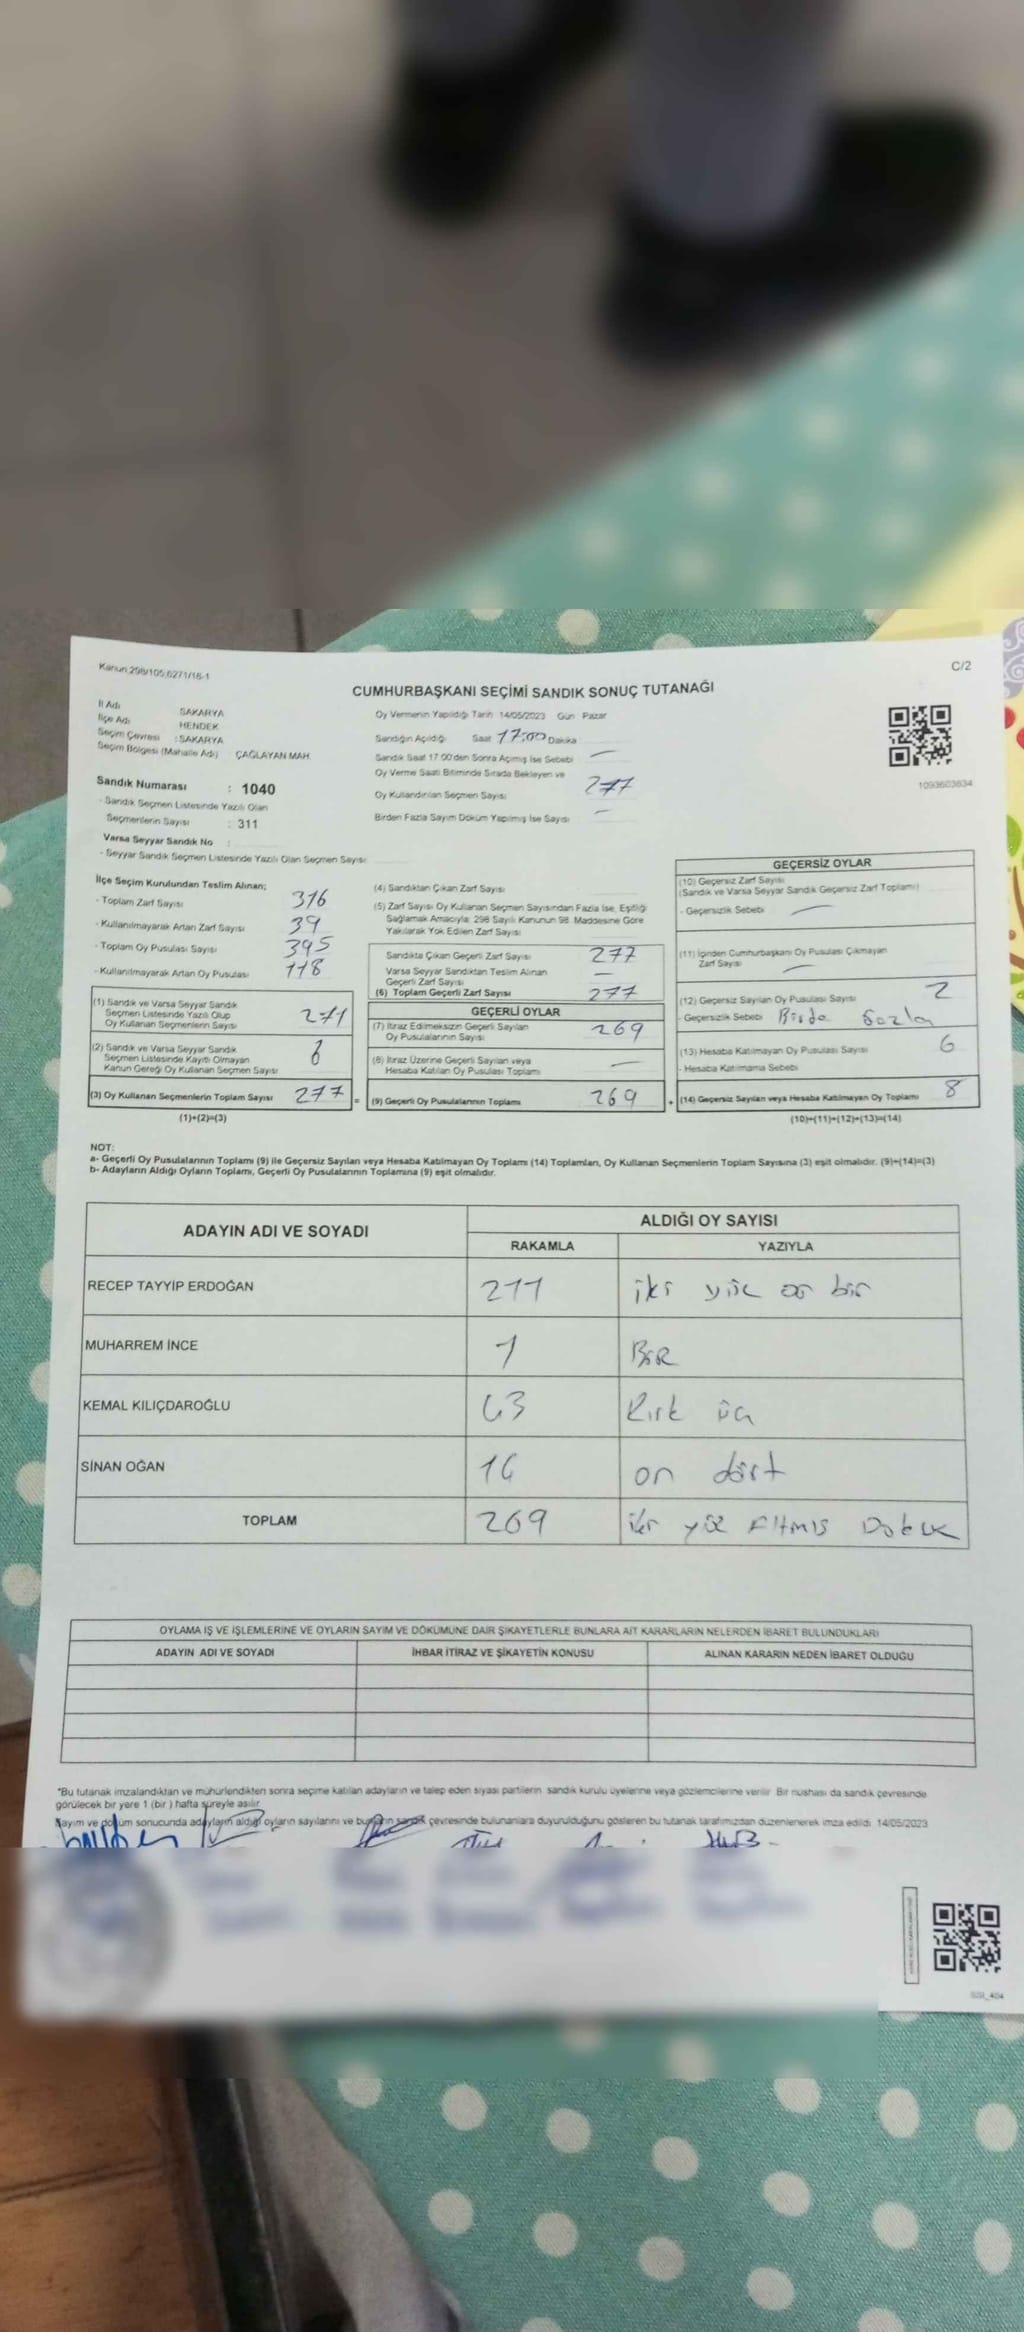 Kanun:298/105;6271/18-1
C/2
CUMHURBAŞKANI SEÇİMİ SANDIK SONUÇ TUTANAĞI
İl Adı SAKARYA
İlçe Adı HENDEK
Seçim Çevresi : SAKARYA
Seçim Bölgesi (Mahalle Adı) ÇAĞLAYAN MAH.
Sandık Numarası : 1040
- Sandık Seçmen Listesinde Yazılı Olan
Seçmenlerin Sayısı : 311
Varsa Seyyar Sandık No :
- Seyyar Sandık Seçmen Listesinde Yazılı Olan Seçmen Sayısı:
Oy Vermenin Yapıldığı Tarih 14/05/2023 Gün Pazar
Sandığın Açıldığı Saat 17:00 Dakika
Sandık Saat 17:00'den Sonra Açımış İse Sebebi —
Oy Verme Saati Bitiminde Sırada Bekleyen ve
Oy Kullandırılan Seçmen Sayısı 277
Birden Fazla Sayım Döküm Yapılmış İse Sayısı —
1093603634
İlçe Seçim Kurulundan Teslim Alınan;
- Toplam Zarf Sayısı 316
- Kullanılmayarak Artan Zarf Sayısı 39
- Toplam Oy Pusulası Sayısı 395
- Kullanılmayarak Artan Oy Pusulası 118
(1) Sandık ve Varsa Seyyar Sandık
Seçmen Listesinde Yazılı Olup
Oy Kullanan Seçmenlerin Sayısı 271
(2) Sandık ve Varsa Seyyar Sandık
Seçmen Listesinde Kayıtlı Olmayan
Kanun Gereği Oy Kullanan Seçmen Sayısı 6
(3) Oy Kullanan Seçmenlerin Toplam Sayısı 277 =
(1)+(2)=(3)
(4) Sandıktan Çıkan Zarf Sayısı
(5) Zarf Sayısı Oy Kullanan Seçmen Sayısından Fazla İse, Eşitliği
Sağlamak Amacıyla; 298 Sayılı Kanunun 98. Maddesine Göre
Yakılarak Yok Edilen Zarf Sayısı
Sandıkta Çıkan Geçerli Zarf Sayısı 277
Varsa Seyyar Sandıktan Teslim Alınan
Geçerli Zarf Sayısı —
(6) Toplam Geçerli Zarf Sayısı 277
GEÇERLİ OYLAR
(7) İtiraz Edilmeksizin Geçerli Sayılan
Oy Pusulalarının Sayısı 269
(8) İtiraz Üzerine Geçerli Sayılan veya
Hesaba Katılan Oy Pusulası Toplamı —
(9) Geçerli Oy Pusulalarının Toplamı 269 +
GEÇERSİZ OYLAR
(10) Geçersiz Zarf Sayısı
(Sandık ve Varsa Seyyar Sandık Geçersiz Zarf Toplamı)
- Geçersizlik Sebebi —
(11) İçinden Cumhurbaşkanı Oy Pusulası Çıkmayan
Zarf Sayısı —
(12) Geçersiz Sayılan Oy Pusulası Sayısı 2
- Geçersizlik Sebebi Birde fazla
(13) Hesaba Katılmayan Oy Pusulası Sayısı 6
- Hesaba Katılmama Sebebi
(14) Geçersiz Sayılan veya Hesaba Katılmayan Oy Toplamı 8
(10)+(11)+(12)+(13)=(14)
NOT:
a- Geçerli Oy Pusulalarının Toplamı (9) ile Geçersiz Sayılan veya Hesaba Katılmayan Oy Toplamı (14) Toplamları, Oy Kullanan Seçmenlerin Toplam Sayısına (3) eşit olmalıdır. (9)+(14)=(3)
b- Adayların Aldığı Oyların Toplamı, Geçerli Oy Pusulalarının Toplamına (9) eşit olmalıdır.
ADAYIN ADI VE SOYADI
ALDIĞI OY SAYISI
RAKAMLA YAZIYLA
RECEP TAYYİP ERDOĞAN 211 iki yüz on bir
MUHARREM İNCE 1 BİR
KEMAL KILIÇDAROĞLU 43 Kırk üç
SİNAN OĞAN 14 on dört
TOPLAM 269 iki yüz Altmış Dokuz
OYLAMA İŞ VE İŞLEMLERİNE VE OYLARIN SAYIM VE DÖKÜMÜNE DAİR ŞİKAYETLERLE BUNLARA AİT KARARLARIN NELERDEN İBARET BULUNDUKLARI
ADAYIN ADI VE SOYADI İHBAR İTİRAZ VE ŞİKAYETİN KONUSU ALINAN KARARIN NEDEN İBARET OLDUĞU
*Bu tutanak imzalandıktan ve mühürlendikten sonra seçime katılan adayların ve talep eden siyasi partilerin sandık kurulu üyelerine veya gözlemcilerine verilir. Bir nüshası da sandık çevresinde
görülecek bir yere 1 (bir) hafta süreyle asılır.
Sayım ve döküm sonucunda adayların aldığı oyların sayılarını ve bunların sandık çevresinde bulunanlara duyurulduğunu gösteren bu tutanak tarafımızdan düzenlenerek imza edildi. 14/05/2023